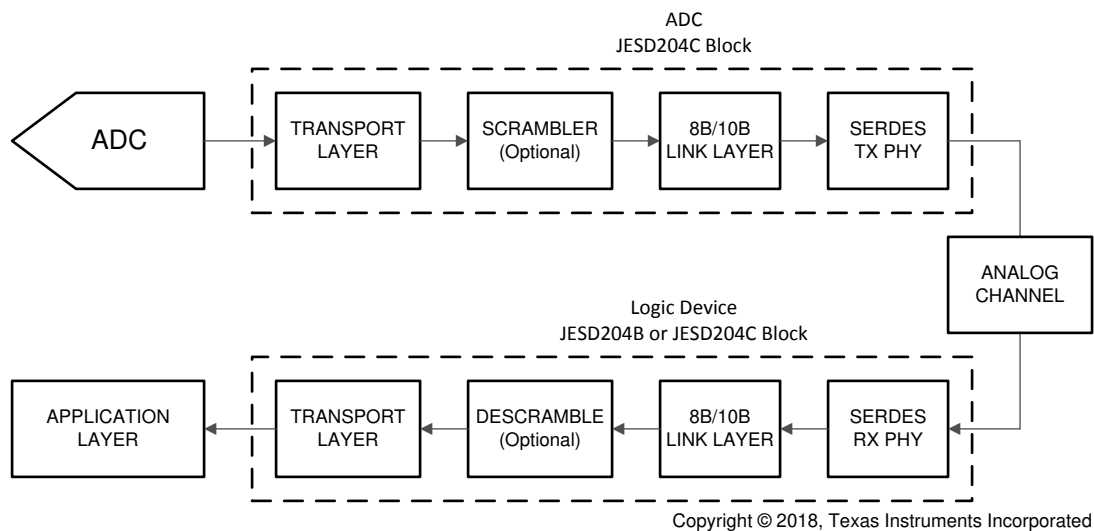 ADC
JESD204C Block
ADC
TRANSPORT
LAYER
SCRAMBLER
(Optional)
8B/10B
LINK LAYER
SERDES
TX PHY
ANALOG
CHANNEL
Logic Device
JESD204B or JESD204C Block
APPLICATION
LAYER
TRANSPORT
LAYER
DESCRAMBLE
(Optional)
8B/10B
LINK LAYER
SERDES
RX PHY
Copyright © 2018, Texas Instruments Incorporated